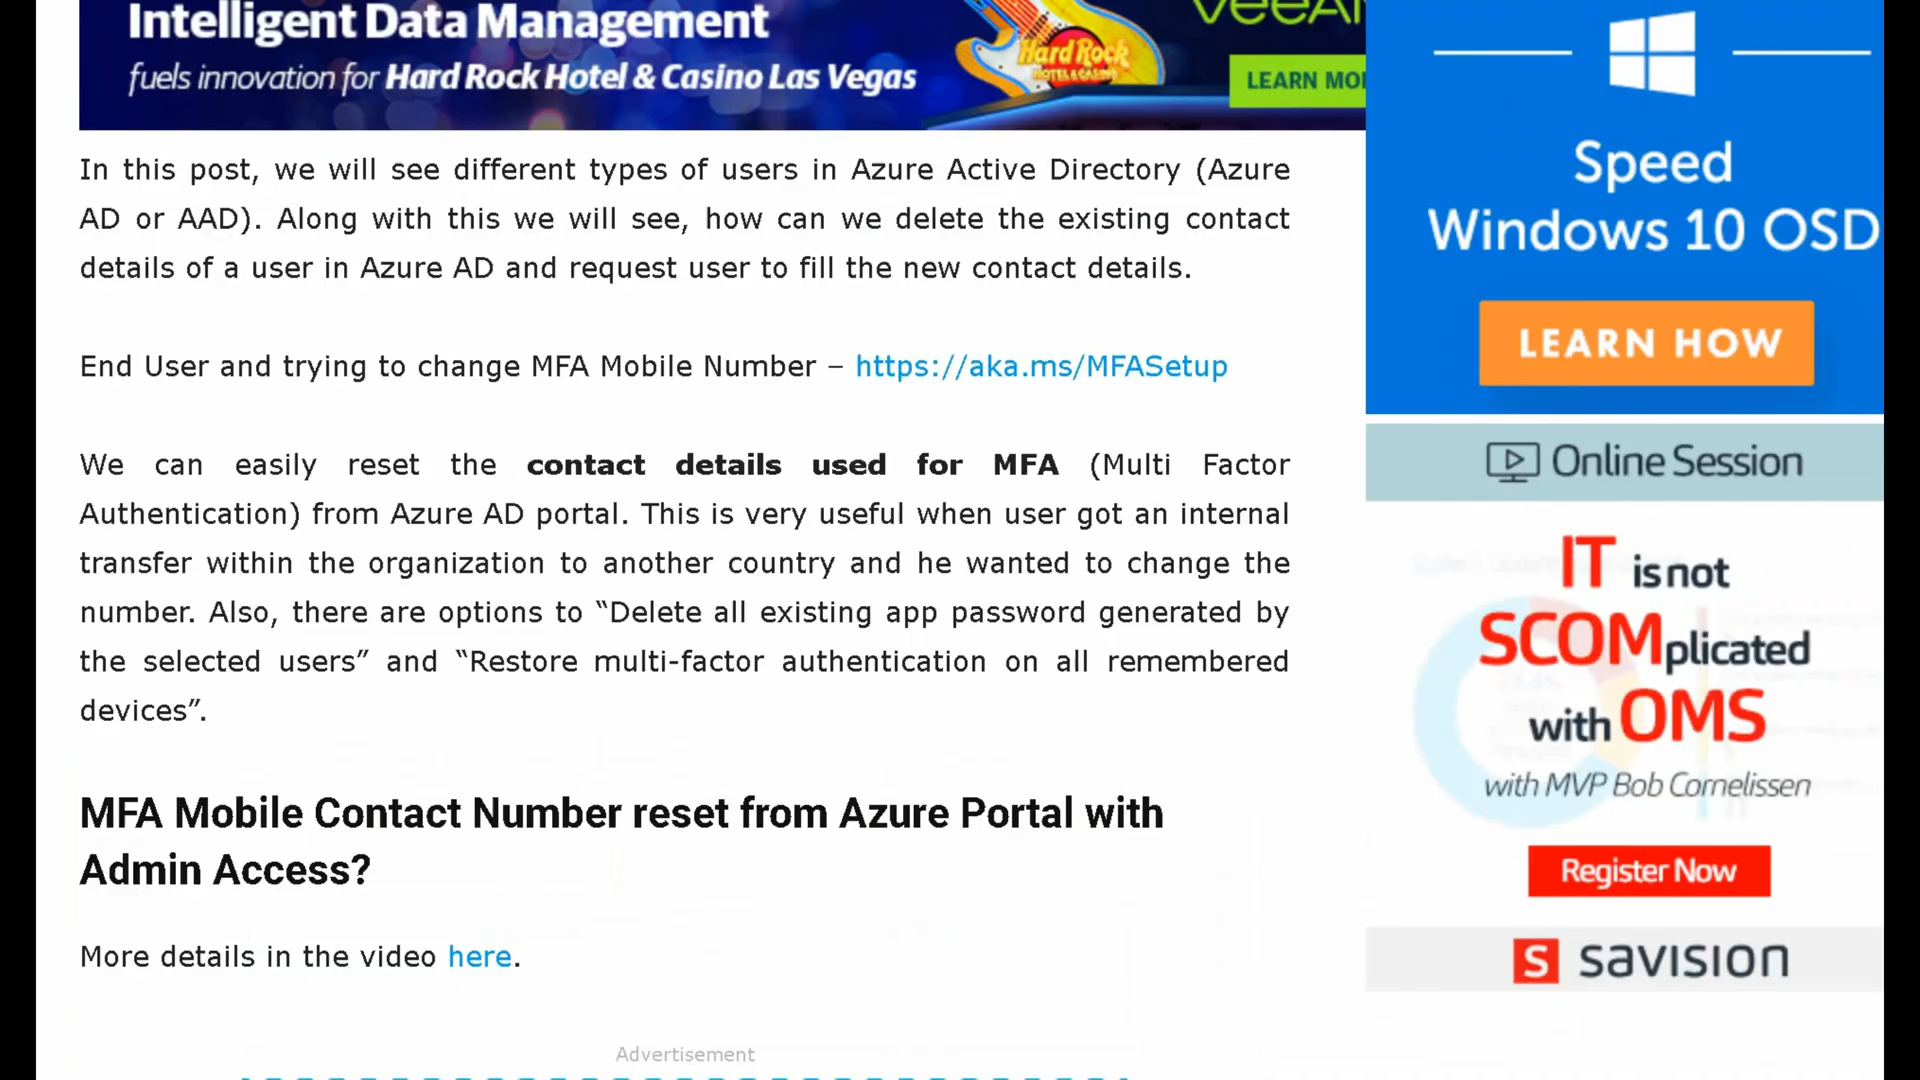 Intelligent Data Management
fuels innovation for Hard Rock Hotel & Casino Las Vegas
Hard Rock
HOTEL & CASINO
LEARN MO
In this post, we will see different types of users in Azure Active Directory (Azure
AD or AAD). Along with this we will see, how can we delete the existing contact
details of a user in Azure AD and request user to fill the new contact details.
End User and trying to change MFA Mobile Number – https://aka.ms/MFASetup
We can easily reset the contact details used for MFA (Multi Factor
Authentication) from Azure AD portal. This is very useful when user got an internal
transfer within the organization to another country and he wanted to change the
number. Also, there are options to “Delete all existing app password generated by
the selected users” and “Restore multi-factor authentication on all remembered
devices”.
MFA Mobile Contact Number reset from Azure Portal with
Admin Access?
More details in the video here.
Advertisement
Speed
Windows 10 OSD
LEARN HOW
Online Session
IT is not
SCOMplicated
with OMS
with MVP Bob Cornelissen
Register Now
S savision